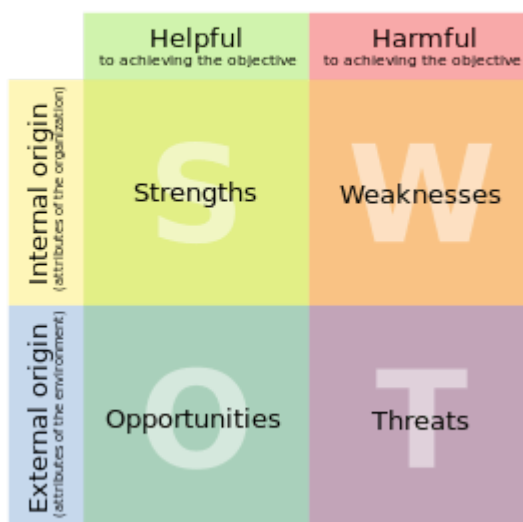 Helpful
to achieving the objective
Harmful
to achieving the objective
Internal origin
(attributes of the organization)
S
Strengths
W
Weaknesses
External origin
(attributes of the environment)
O
Opportunities
T
Threats